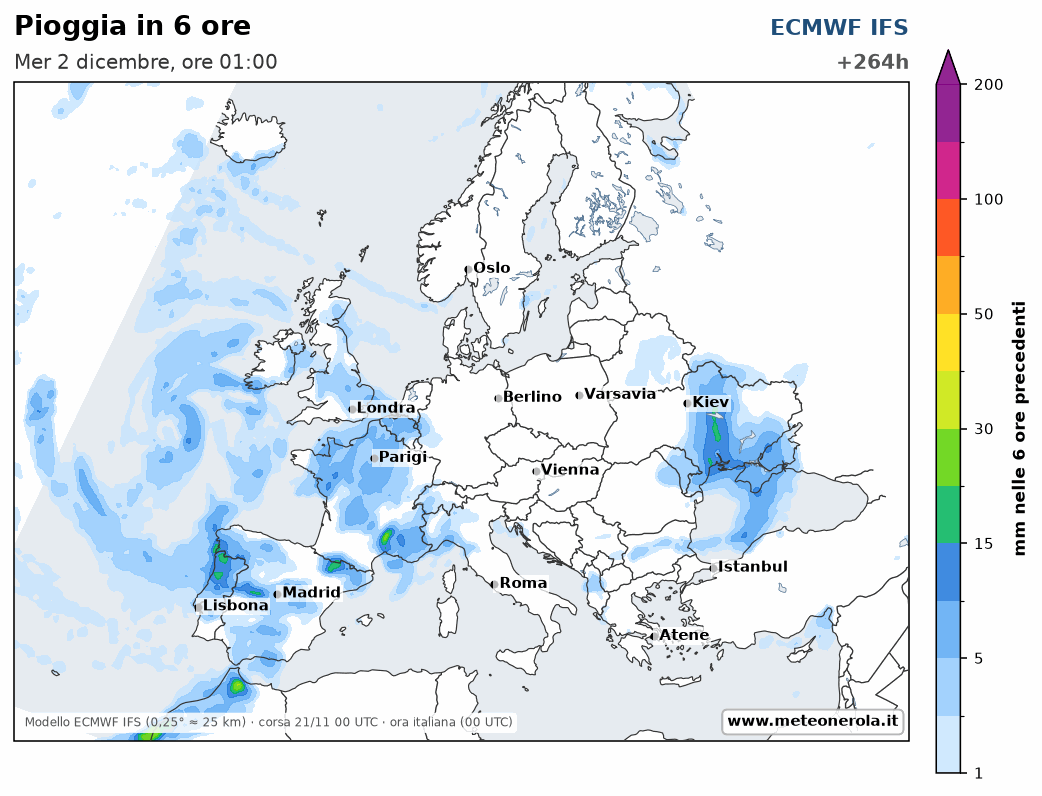 Pioggia in 6 ore
ECMWF IFS
Mer 2 dicembre, ore 01:00
+264h
200
100
50
30
15
5
1
mm nelle 6 ore precedenti
Oslo
Berlino
Varsavia
Kiev
Londra
Parigi
Vienna
Istanbul
Roma
Madrid
Lisbona
Atene
Modello ECMWF IFS (0,25° ≈ 25 km) · corsa 21/11 00 UTC · ora italiana (00 UTC)
www.meteonerola.it